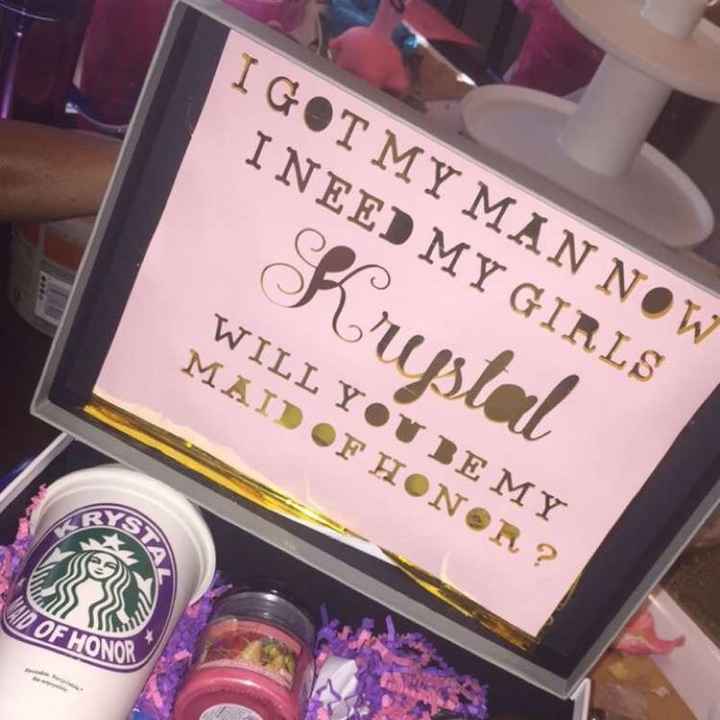 I GOT MY MAN NOW
I NEED MY GIRLS
Krystal
WILL YOU BE MY
MAID OF HONOR?
KRYSTAL
MAID OF HONOR